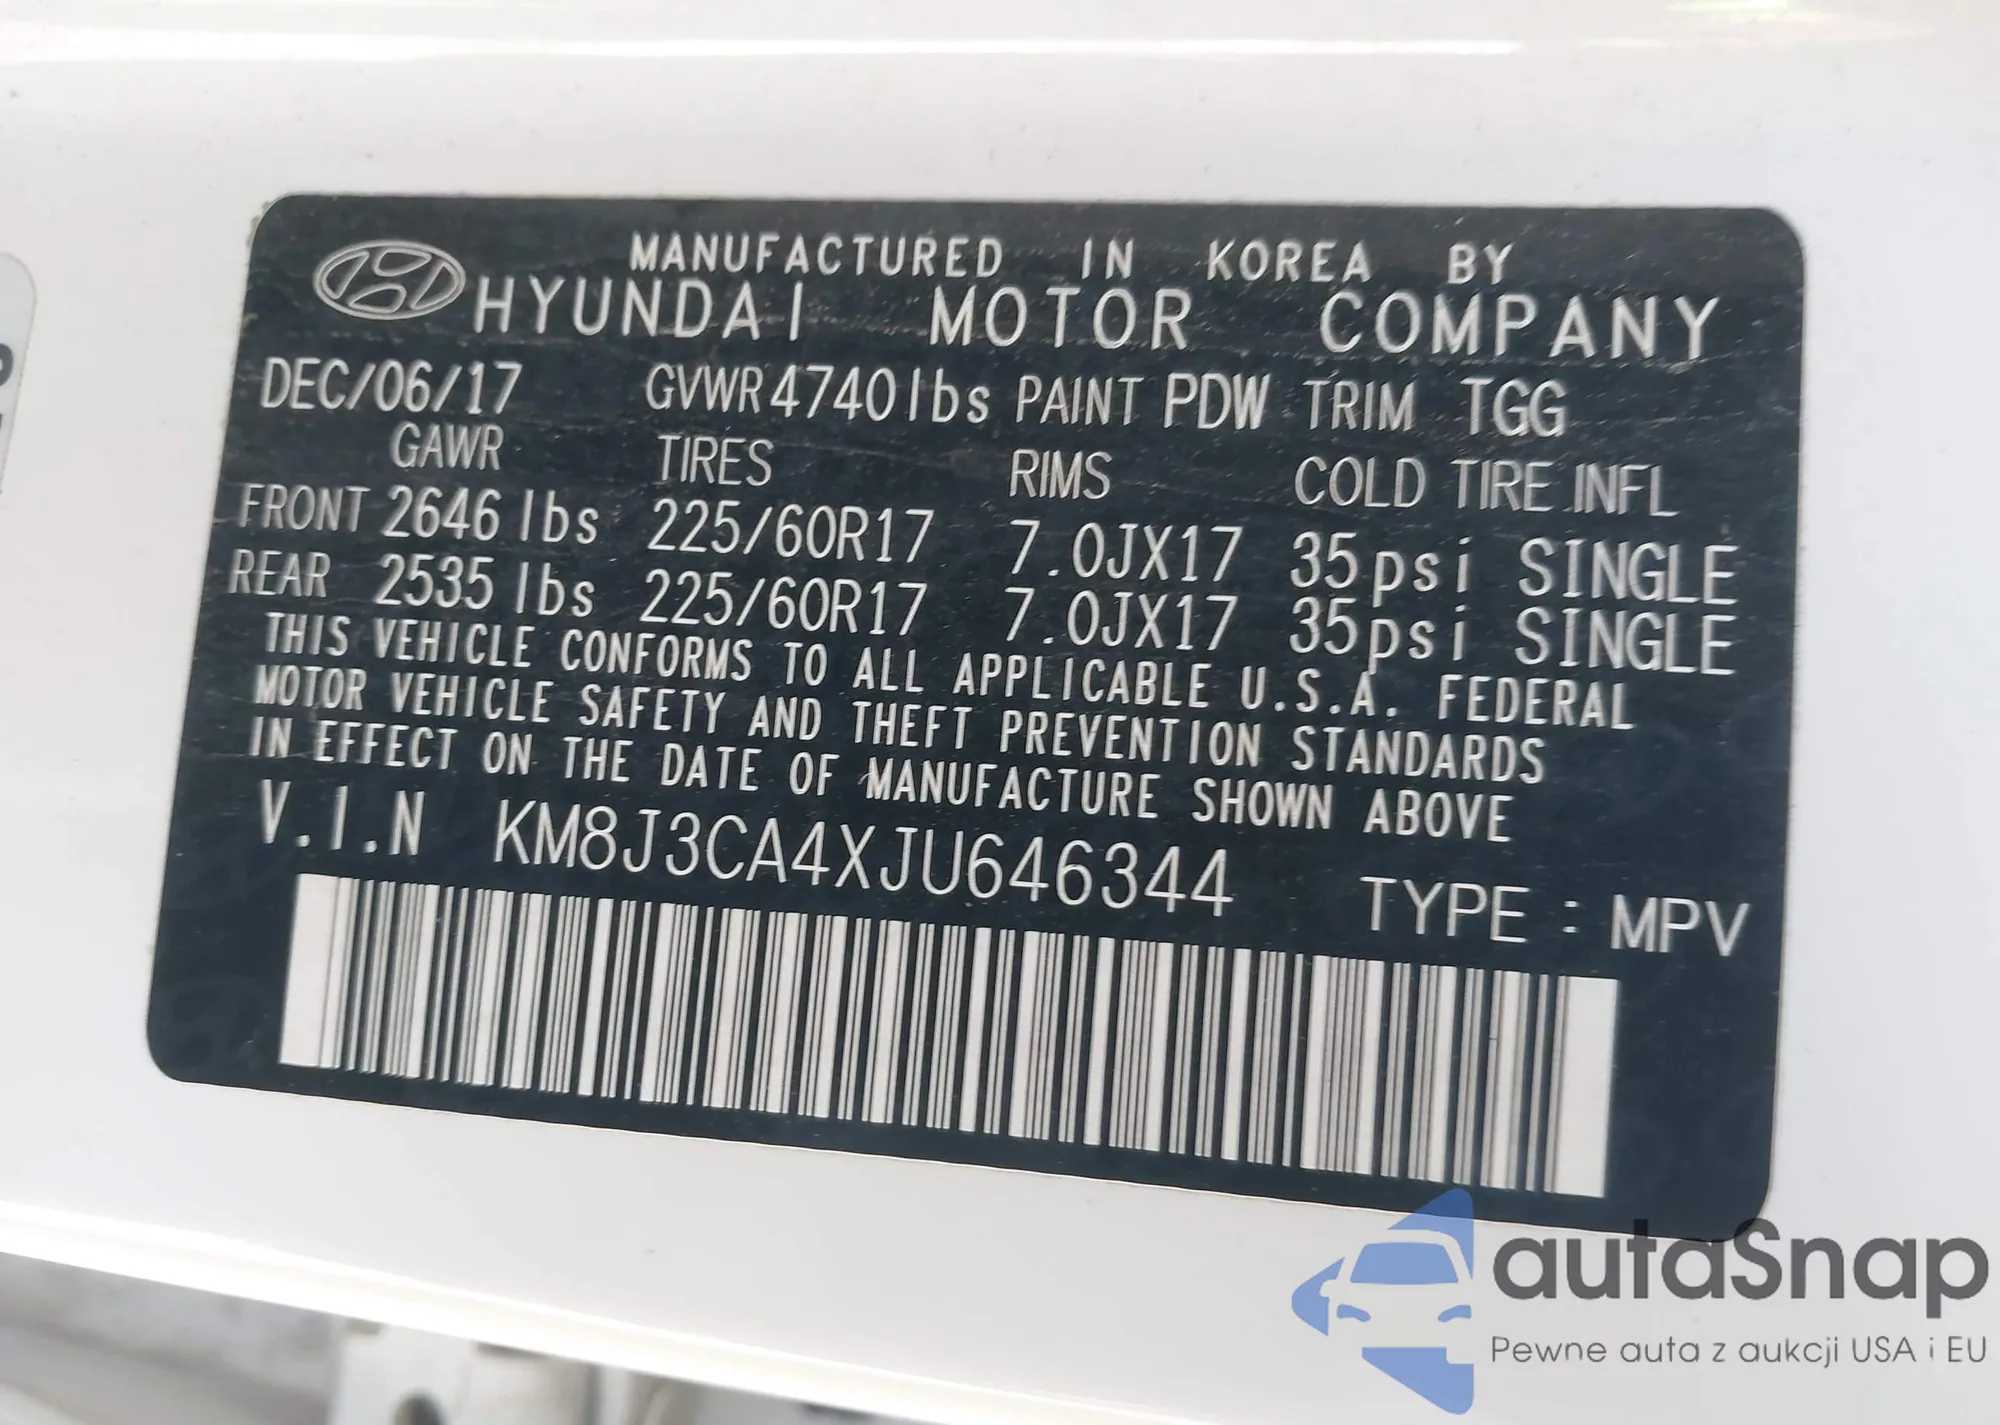 MANUFACTURED IN KOREA BY
HYUNDAI MOTOR COMPANY
DEC/06/17 GVWR 4740lbs PAINT PDW TRIM TGG
GAWR TIRES RIMS COLD TIRE INFL
FRONT 2646 lbs 225/60R17 7.0JX17 35psi SINGLE
REAR 2535 lbs 225/60R17 7.0JX17 35psi SINGLE
THIS VEHICLE CONFORMS TO ALL APPLICABLE U.S.A. FEDERAL
MOTOR VEHICLE SAFETY AND THEFT PREVENTION STANDARDS
IN EFFECT ON THE DATE OF MANUFACTURE SHOWN ABOVE
V.I.N KM8J3CA4XJU646344 TYPE : MPV
autaSnap
Pewne auta z aukcji USA i EU